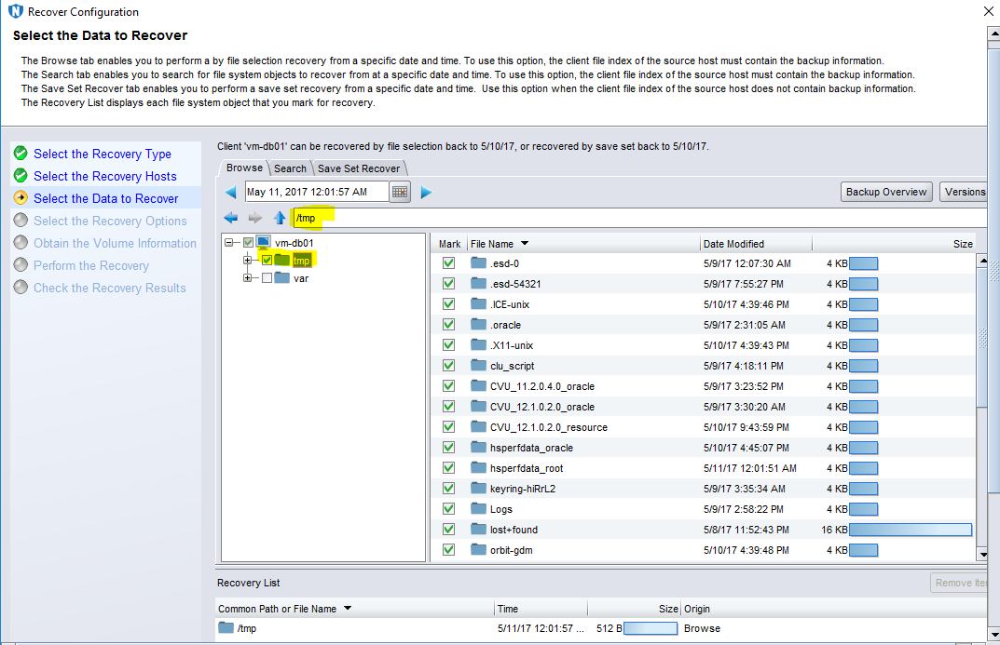 Recover Configuration
Select the Data to Recover
The Browse tab enables you to perform a by file selection recovery from a specific date and time. To use this option, the client file index of the source host must contain the backup information.
The Search tab enables you to search for file system objects to recover from at a specific date and time. To use this option, the client file index of the source host must contain the backup information.
The Save Set Recover tab enables you to perform a save set recovery from a specific date and time.  Use this option when the client file index of the source host does not contain backup information.
The Recovery List displays each file system object that you mark for recovery.
Select the Recovery Type
Select the Recovery Hosts
Select the Data to Recover
Select the Recovery Options
Obtain the Volume Information
Perform the Recovery
Check the Recovery Results
Client 'vm-db01' can be recovered by file selection back to 5/10/17, or recovered by save set back to 5/10/17.
Browse Search Save Set Recover
May 11, 2017 12:01:57 AM Backup Overview Versions
/tmp
vm-db01
tmp
var
Mark File Name Date Modified Size
.esd-0 5/9/17 12:07:30 AM 4 KB
.esd-54321 5/9/17 7:55:27 PM 4 KB
.ICE-unix 5/10/17 4:39:46 PM 4 KB
.oracle 5/9/17 2:31:05 AM 4 KB
.X11-unix 5/10/17 4:39:43 PM 4 KB
clu_script 5/9/17 4:18:11 PM 4 KB
CVU_11.2.0.4.0_oracle 5/9/17 3:23:52 PM 4 KB
CVU_12.1.0.2.0_oracle 5/9/17 3:30:20 AM 4 KB
CVU_12.1.0.2.0_resource 5/10/17 9:43:59 PM 4 KB
hsperfdata_oracle 5/10/17 4:45:07 PM 4 KB
hsperfdata_root 5/11/17 12:01:51 AM 4 KB
keyring-hiRrL2 5/9/17 3:35:34 AM 4 KB
Logs 5/9/17 2:58:22 PM 4 KB
lost+found 5/8/17 11:52:43 PM 16 KB
orbit-gdm 5/10/17 4:39:48 PM 4 KB
Recovery List Remove Ite
Common Path or File Name Time Size Origin
/tmp 5/11/17 12:01:57 ... 512 B Browse